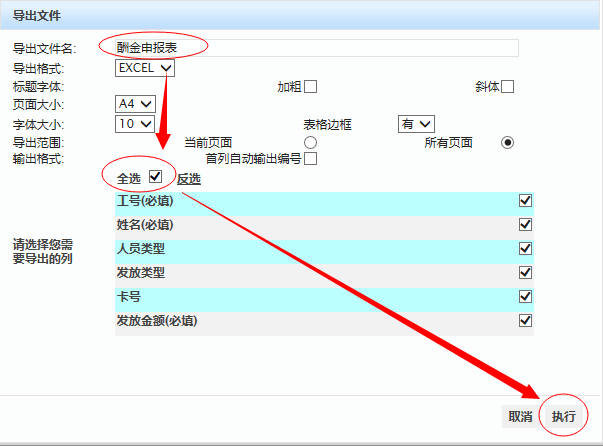 导出文件
导出文件名: 酬金申报表
导出格式: EXCEL
标题字体: 加粗 斜体
页面大小: A4
字体大小: 10 表格边框 有
导出范围: 当前页面 所有页面
输出格式: 首列自动输出编号
全选 反选
工号(必填)
姓名(必填)
请选择您需
要导出的列
人员类型
发放类型
卡号
发放金额(必填)
取消 执行